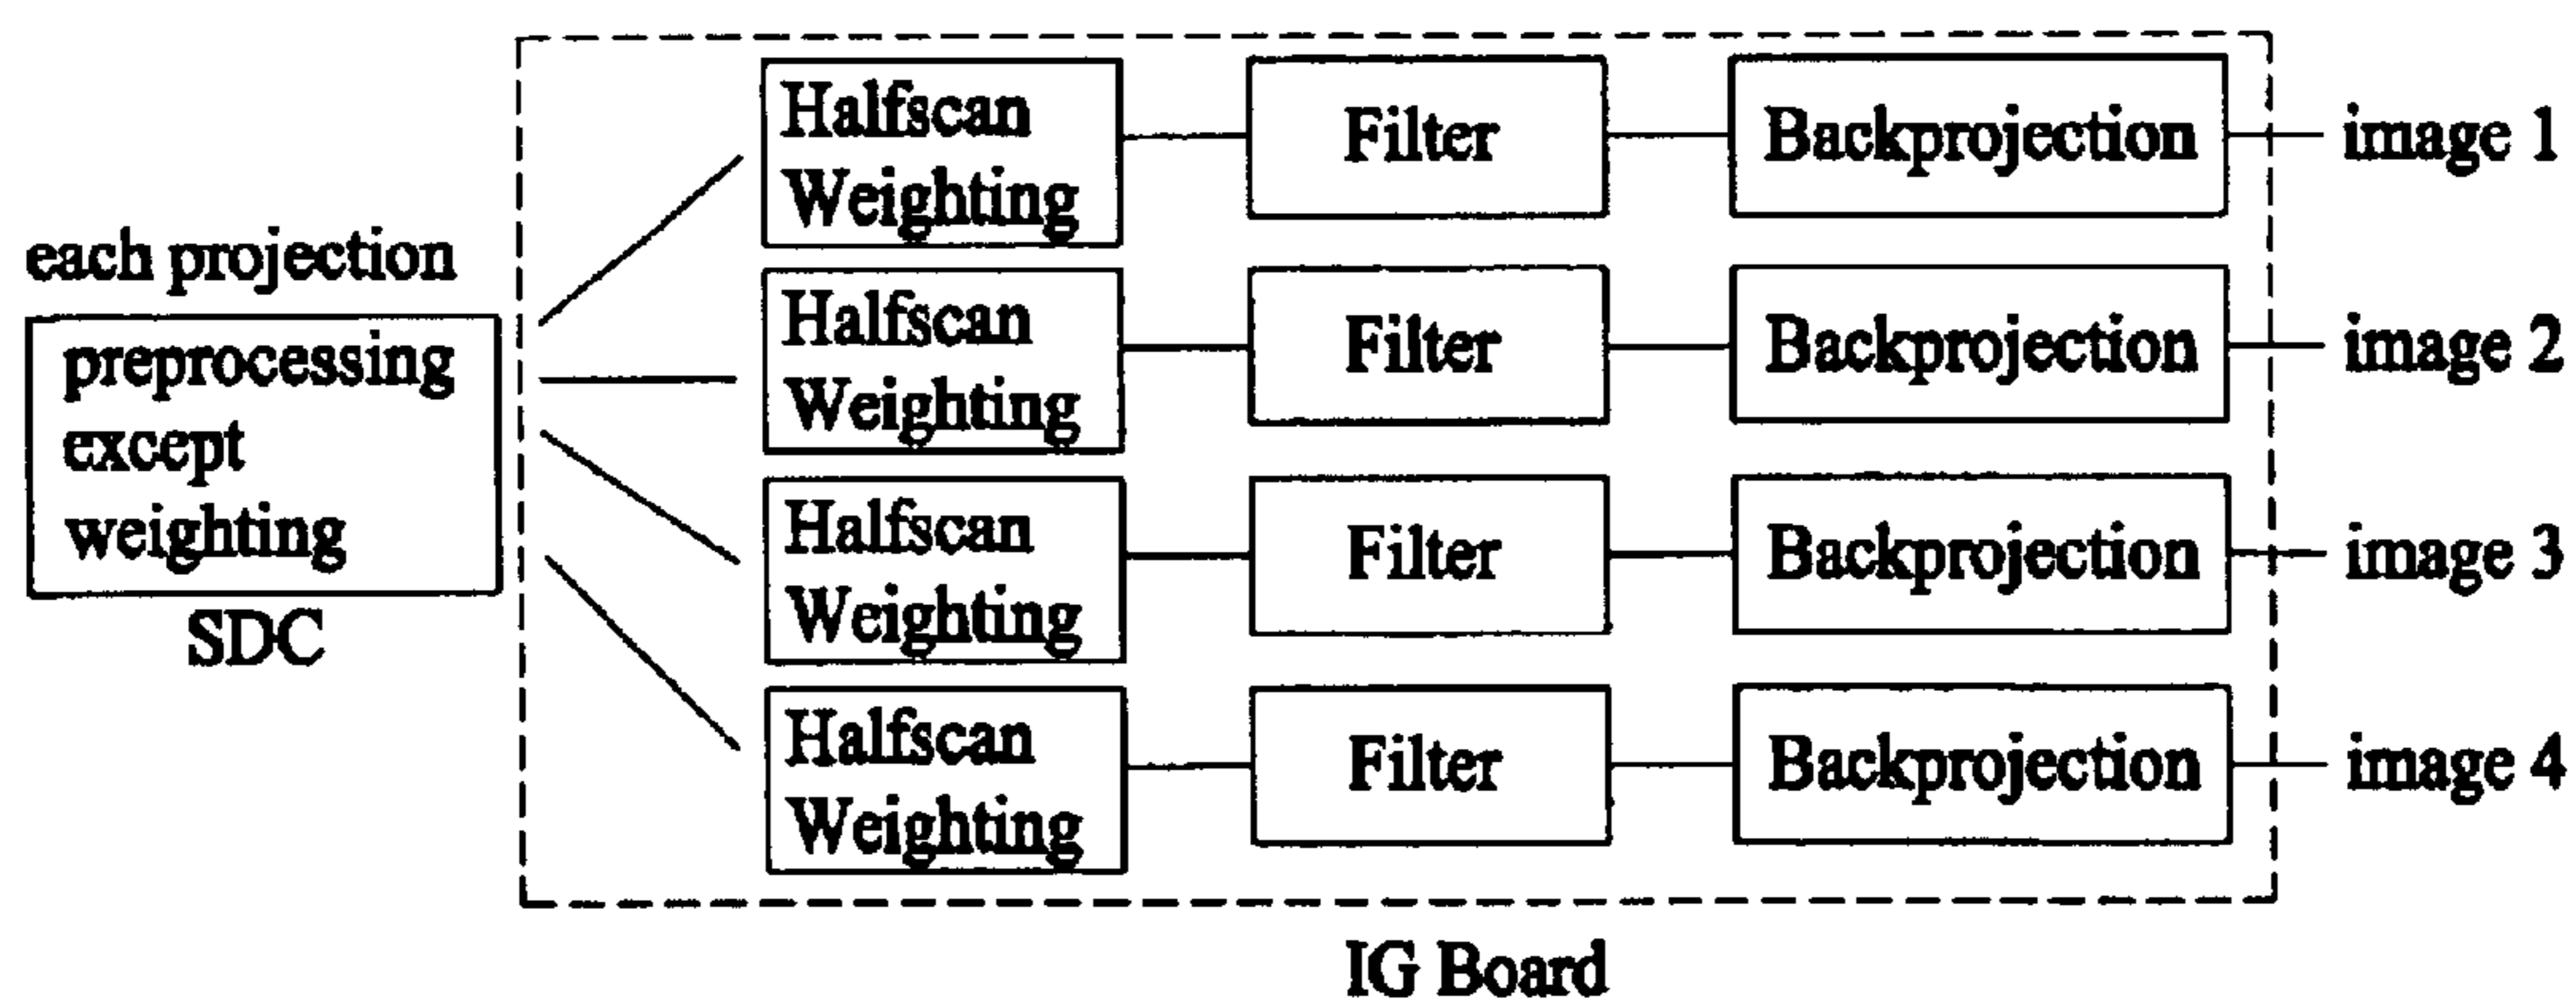 each projection
preprocessing
except
weighting
SDC
Halfscan
Weighting
Filter
Backprojection
image 1
Halfscan
Weighting
Filter
Backprojection
image 2
Halfscan
Weighting
Filter
Backprojection
image 3
Halfscan
Weighting
Filter
Backprojection
image 4
IG Board